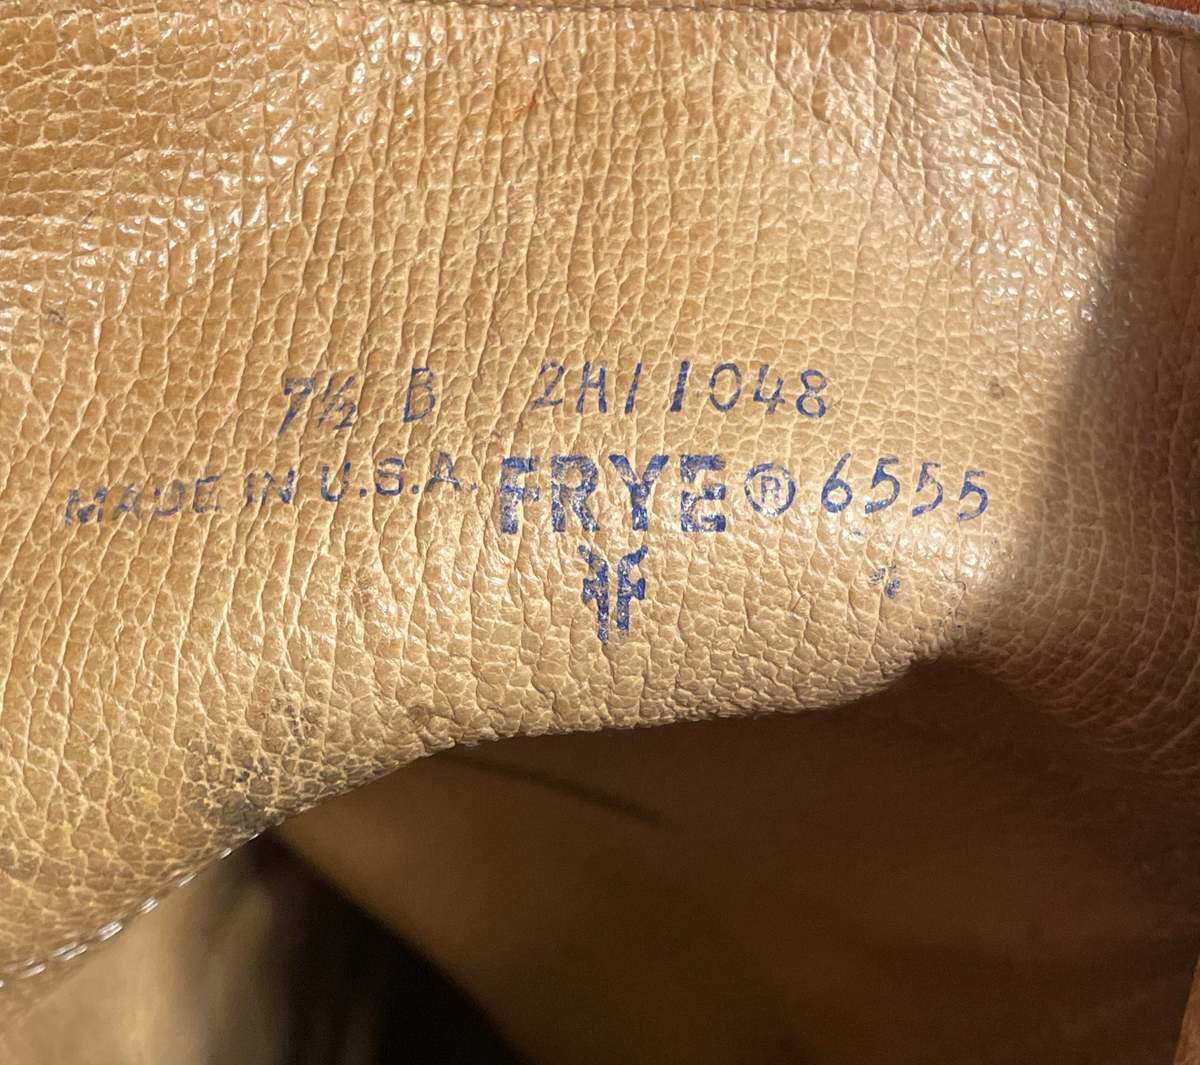 7½ B 2H11048
MADE IN U.S.A. FRYE® 6555